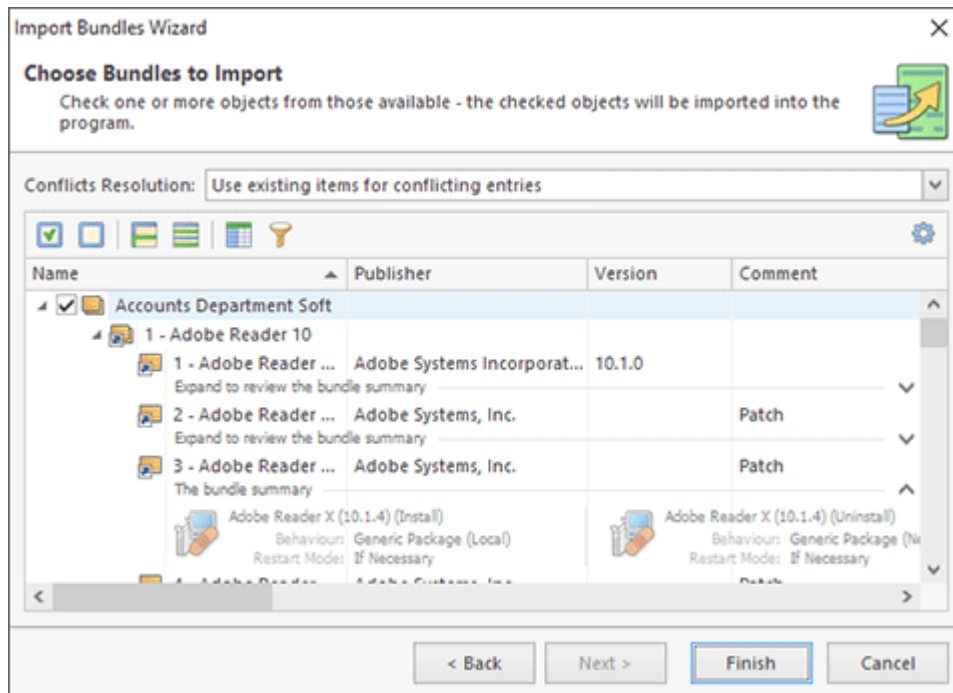 Import Bundles Wizard
Choose Bundles to Import
Check one or more objects from those available - the checked objects will be imported into the
program.
Conflicts Resolution: Use existing items for conflicting entries
Name Publisher Version Comment
Accounts Department Soft
1 - Adobe Reader 10
1 - Adobe Reader ... Adobe Systems Incorporat... 10.1.0
Expand to review the bundle summary
2 - Adobe Reader ... Adobe Systems, Inc. Patch
Expand to review the bundle summary
3 - Adobe Reader ... Adobe Systems, Inc. Patch
The bundle summary
Adobe Reader X (10.1.4) (Install) Adobe Reader X (10.1.4) (Uninstall)
Behaviour: Generic Package (Local) Behaviour: Generic Package (N
Restart Mode: If Necessary Restart Mode: If Necessary
< Back Next > Finish Cancel